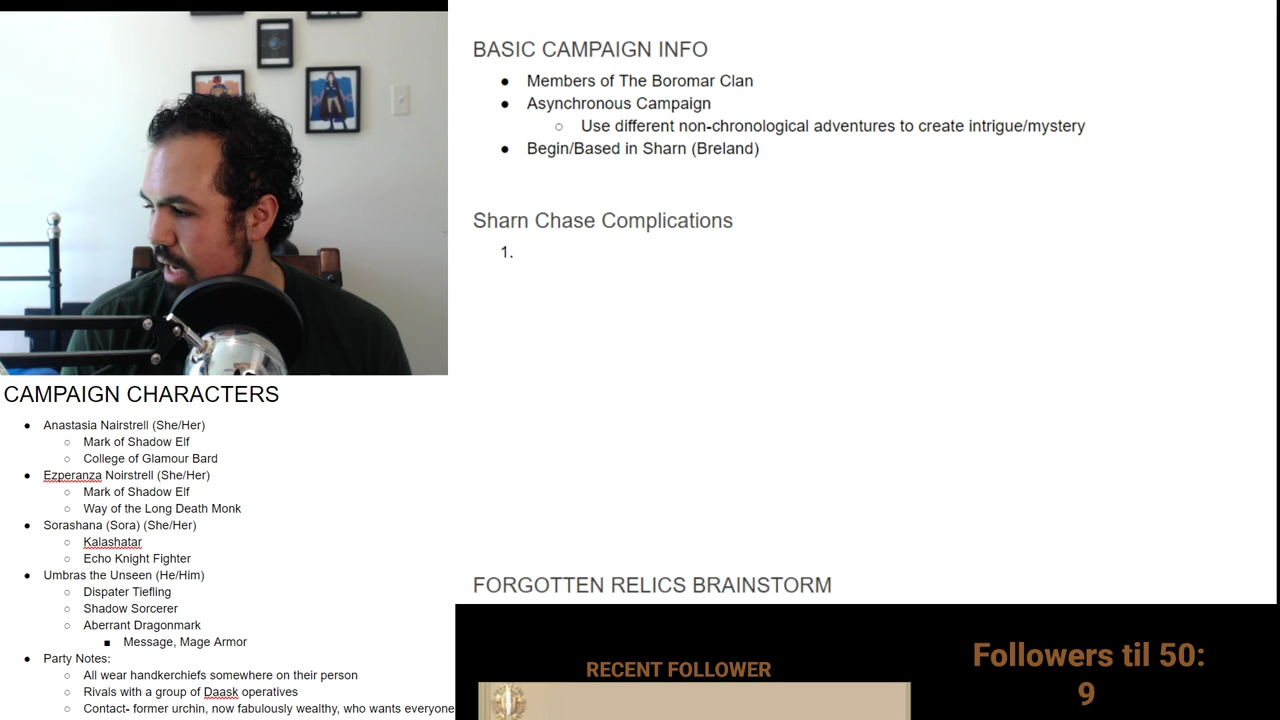 BASIC CAMPAIGN INFO
● Members of The Boromar Clan
● Asynchronous Campaign
○ Use different non-chronological adventures to create intrigue/mystery
● Begin/Based in Sharn (Breland)
Sharn Chase Complications
1.
FORGOTTEN RELICS BRAINSTORM
CAMPAIGN CHARACTERS
● Anastasia Nairstrell (She/Her)
○ Mark of Shadow Elf
○ College of Glamour Bard
● Ezperanza Noirstrell (She/Her)
○ Mark of Shadow Elf
○ Way of the Long Death Monk
● Sorashana (Sora) (She/Her)
○ Kalashatar
○ Echo Knight Fighter
● Umbras the Unseen (He/Him)
○ Dispater Tiefling
○ Shadow Sorcerer
○ Aberrant Dragonmark
■ Message, Mage Armor
● Party Notes:
○ All wear handkerchiefs somewhere on their person
○ Rivals with a group of Daask operatives
○ Contact- former urchin, now fabulously wealthy, who wants everyone
RECENT FOLLOWER
Followers til 50:
9